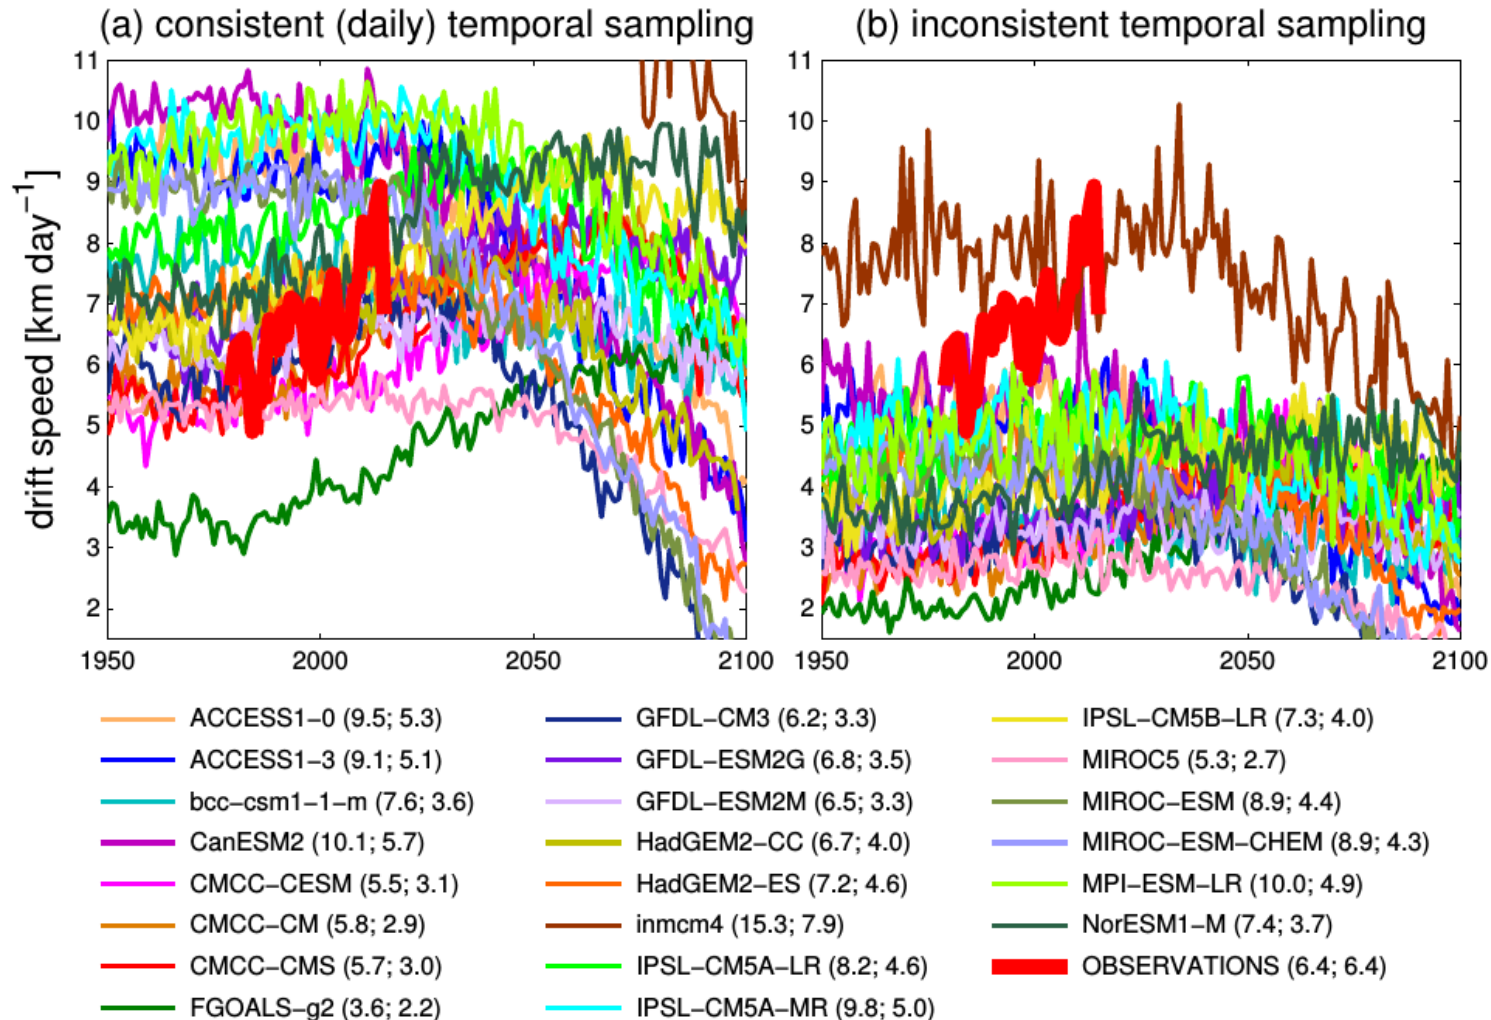 (a) consistent (daily) temporal sampling
(b) inconsistent temporal sampling
drift speed [km day−1]
11
10
9
8
7
6
5
4
3
2
1950
2000
2050
2100
11
10
9
8
7
6
5
4
3
2
1950
2000
2050
2100
ACCESS1−0 (9.5; 5.3)
ACCESS1−3 (9.1; 5.1)
bcc−csm1−1−m (7.6; 3.6)
CanESM2 (10.1; 5.7)
CMCC−CESM (5.5; 3.1)
CMCC−CM (5.8; 2.9)
CMCC−CMS (5.7; 3.0)
FGOALS−g2 (3.6; 2.2)
GFDL−CM3 (6.2; 3.3)
GFDL−ESM2G (6.8; 3.5)
GFDL−ESM2M (6.5; 3.3)
HadGEM2−CC (6.7; 4.0)
HadGEM2−ES (7.2; 4.6)
inmcm4 (15.3; 7.9)
IPSL−CM5A−LR (8.2; 4.6)
IPSL−CM5A−MR (9.8; 5.0)
IPSL−CM5B−LR (7.3; 4.0)
MIROC5 (5.3; 2.7)
MIROC−ESM (8.9; 4.4)
MIROC−ESM−CHEM (8.9; 4.3)
MPI−ESM−LR (10.0; 4.9)
NorESM1−M (7.4; 3.7)
OBSERVATIONS (6.4; 6.4)